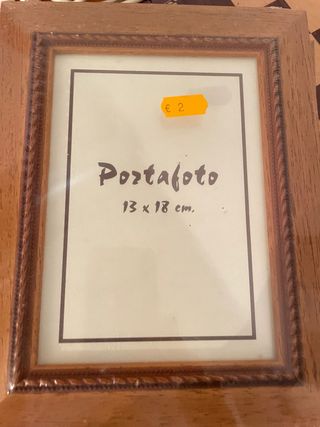 € 2
Portafoto
13 x 18 cm.